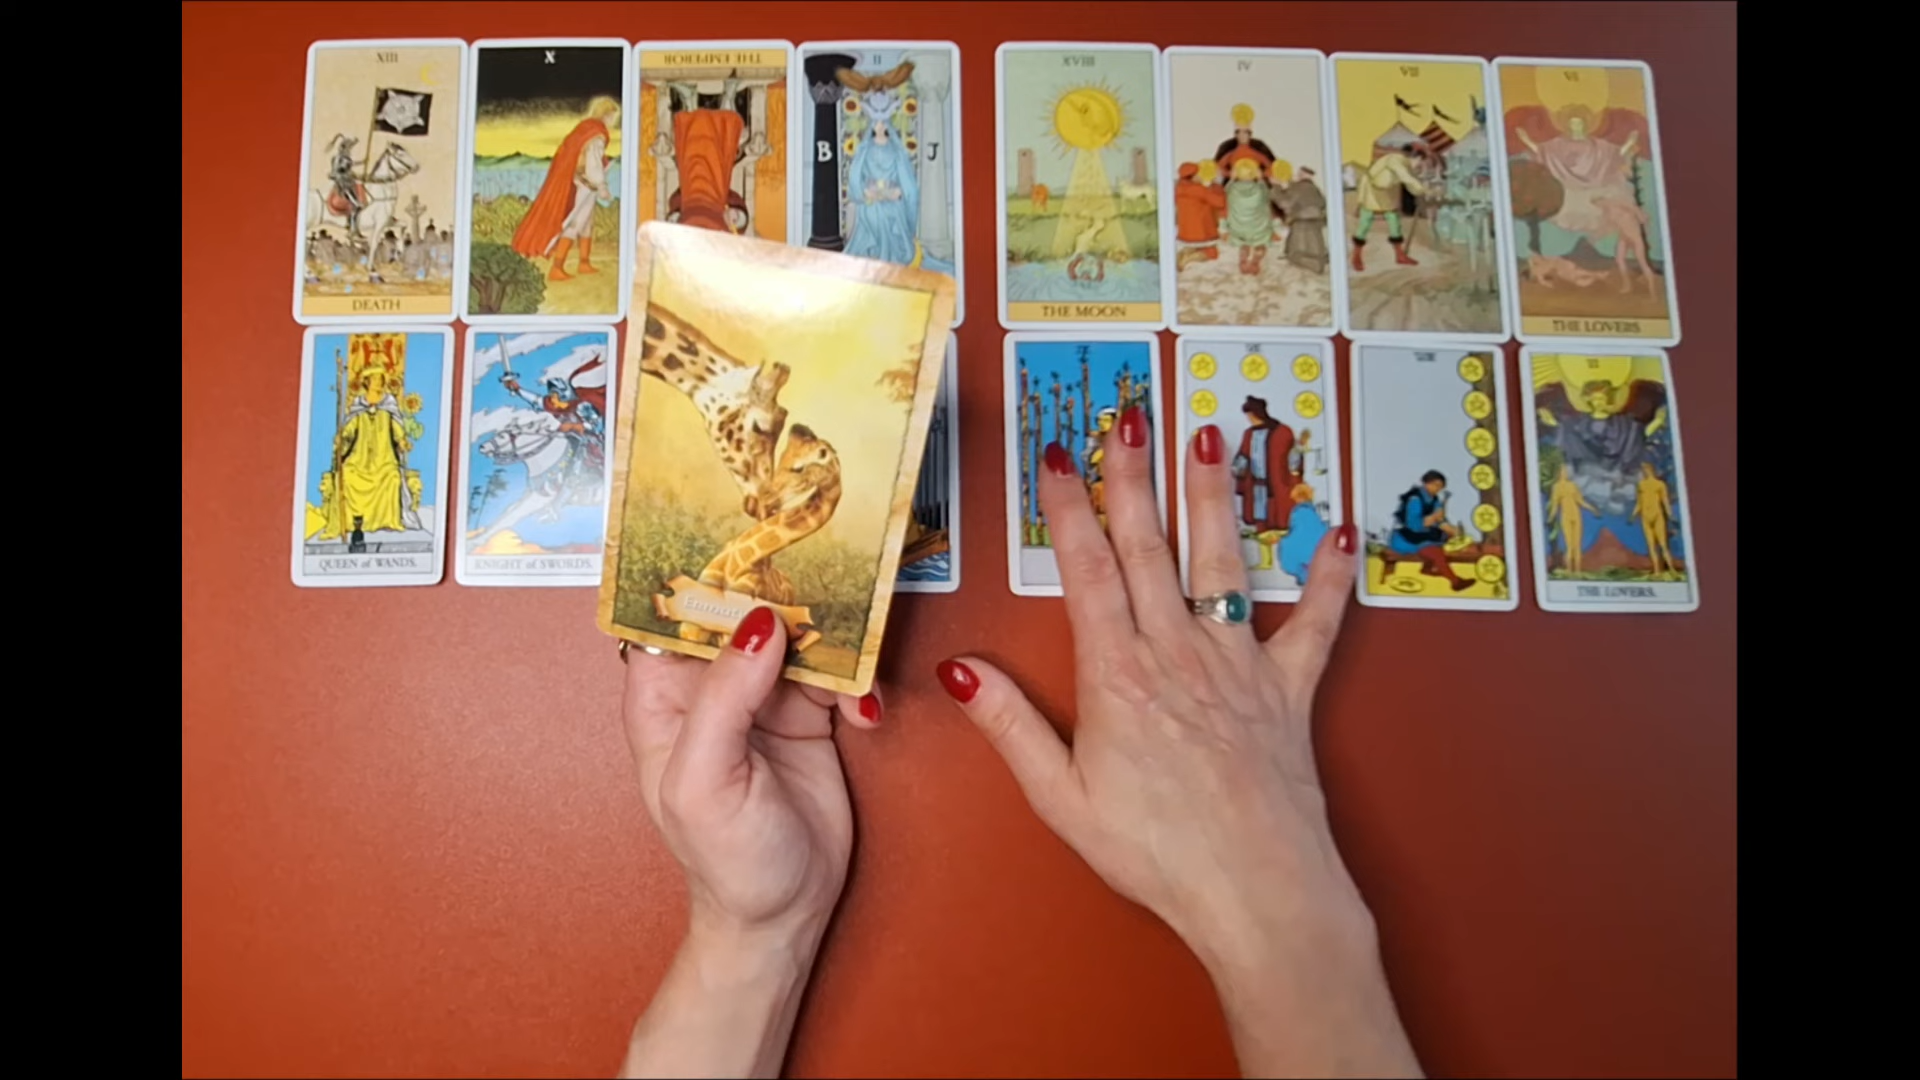 XIII
DEATH
X
THE EMPEROR
II
B
J
XVIII
THE MOON
IV
VII
VI
THE LOVERS
QUEEN of WANDS.
KNIGHT of SWORDS.
VI
THE LOVERS.